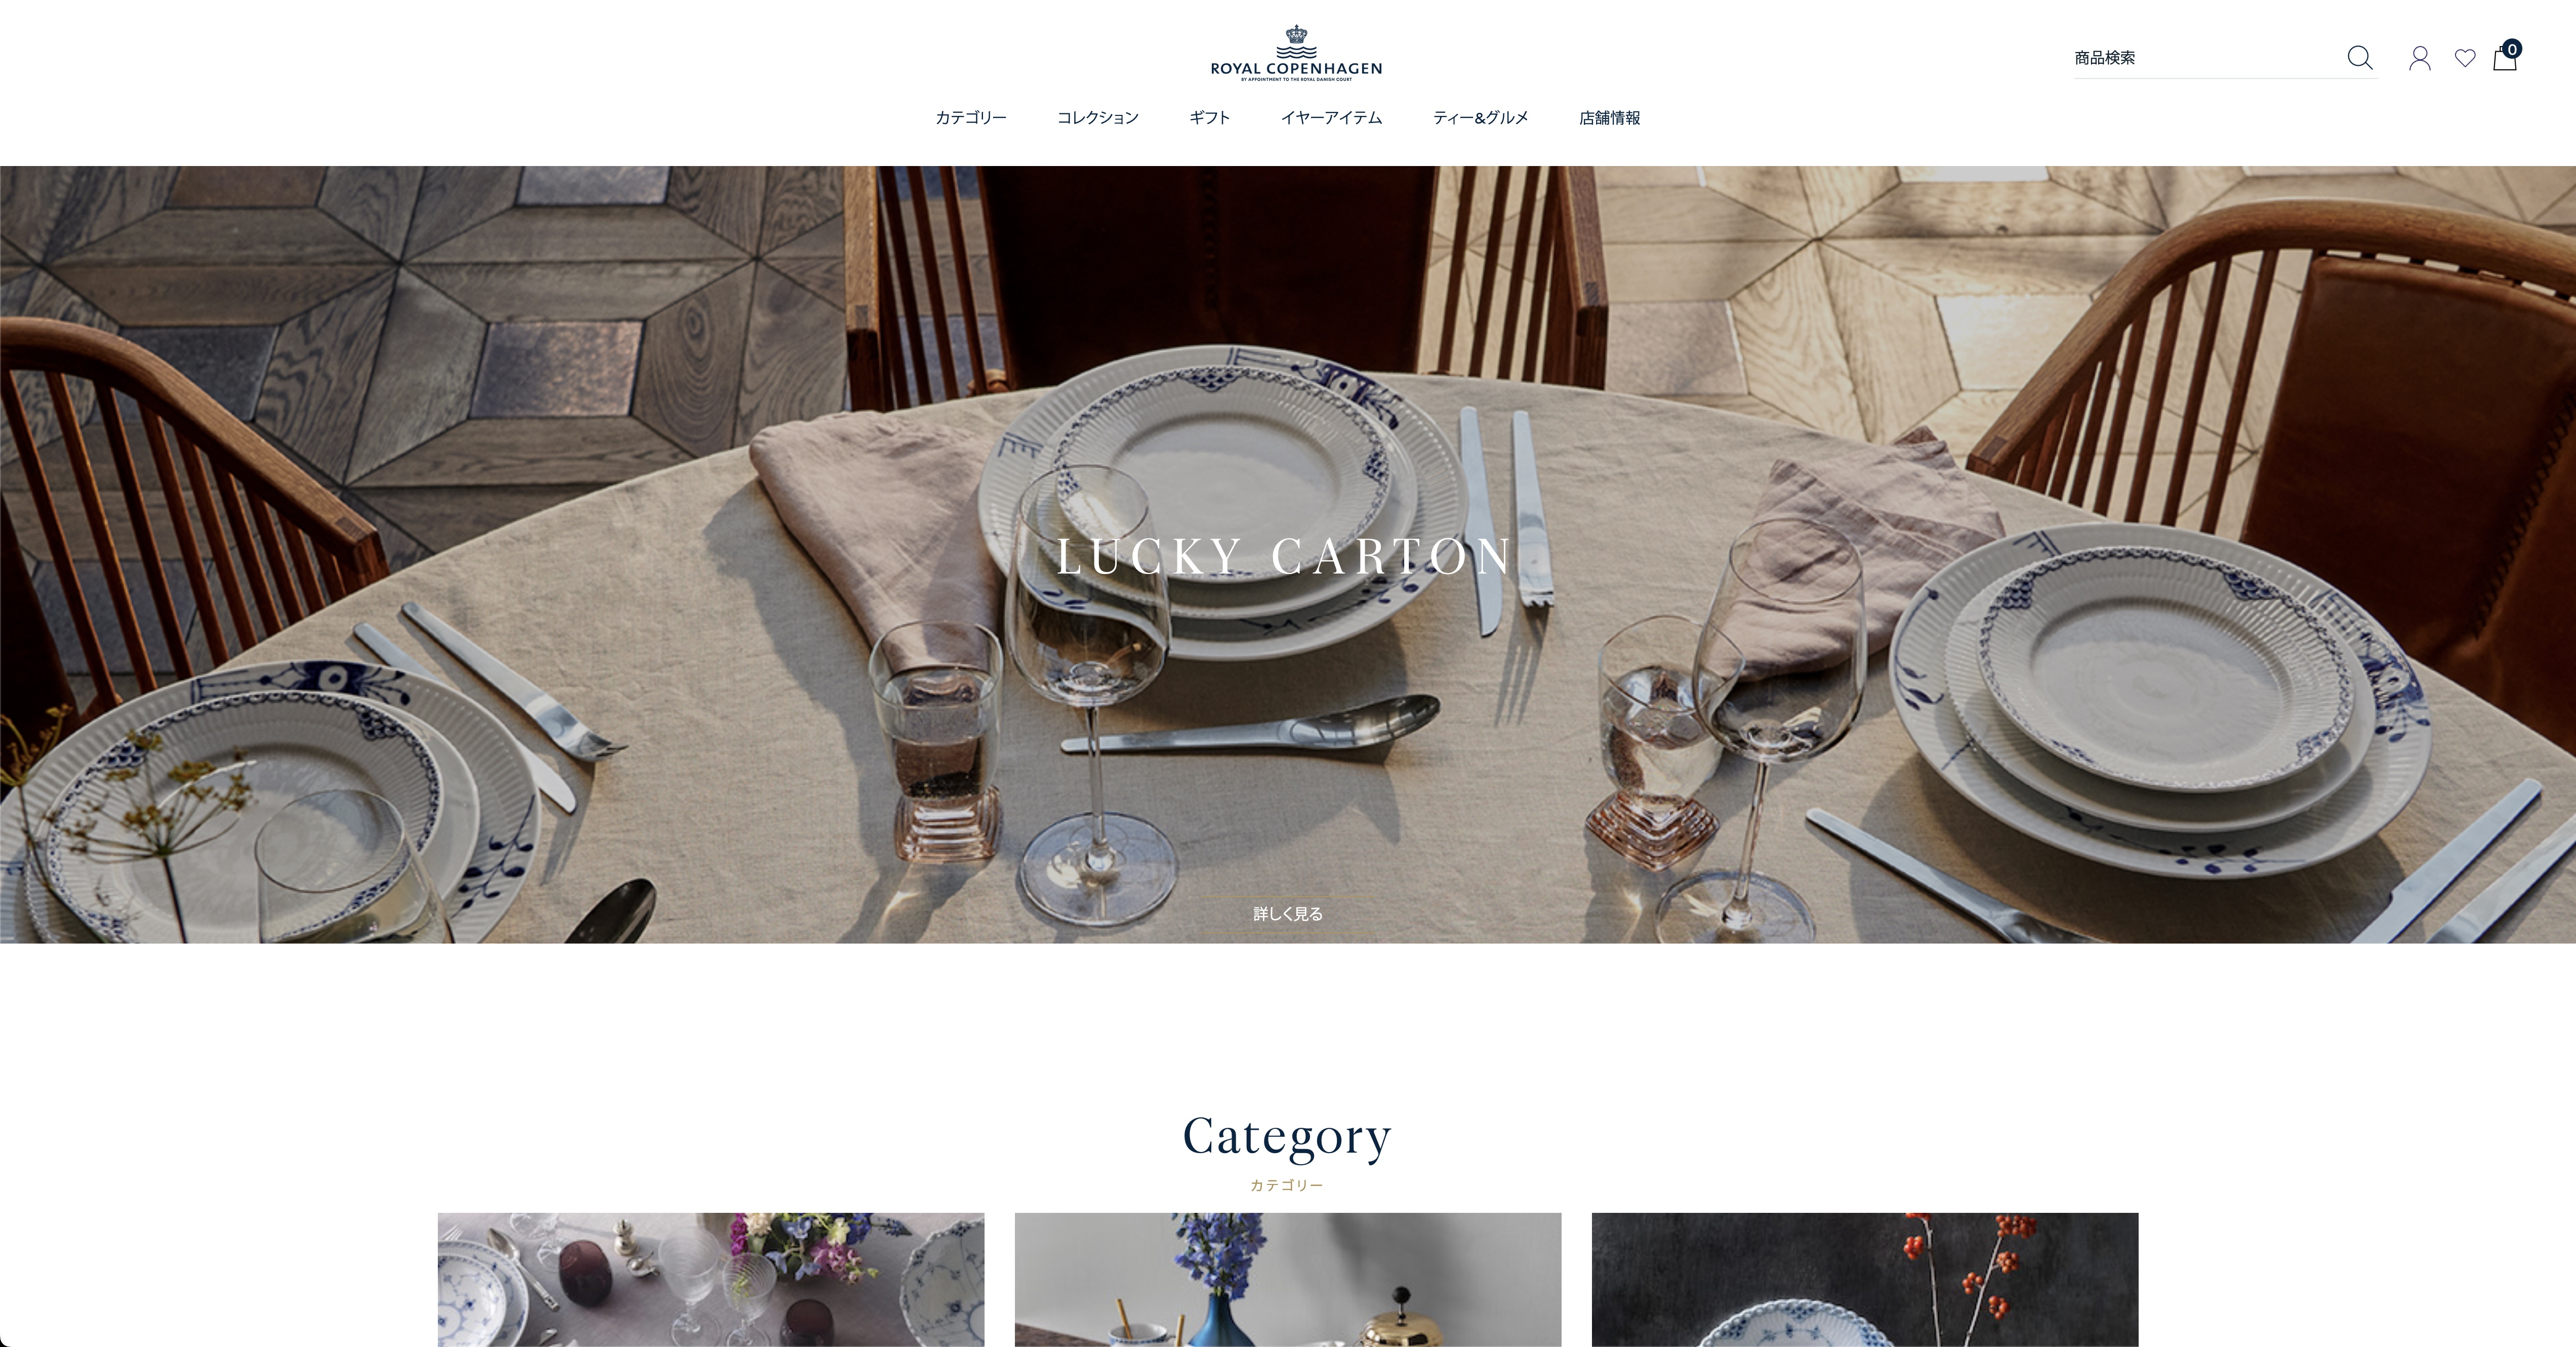 ROYAL COPENHAGEN
BY APPOINTMENT TO THE ROYAL DANISH COURT
商品検索
0
カテゴリー
コレクション
ギフト
イヤーアイテム
ティー&グルメ
店舗情報
LUCKY CARTON
詳しく見る
Category
カテゴリー